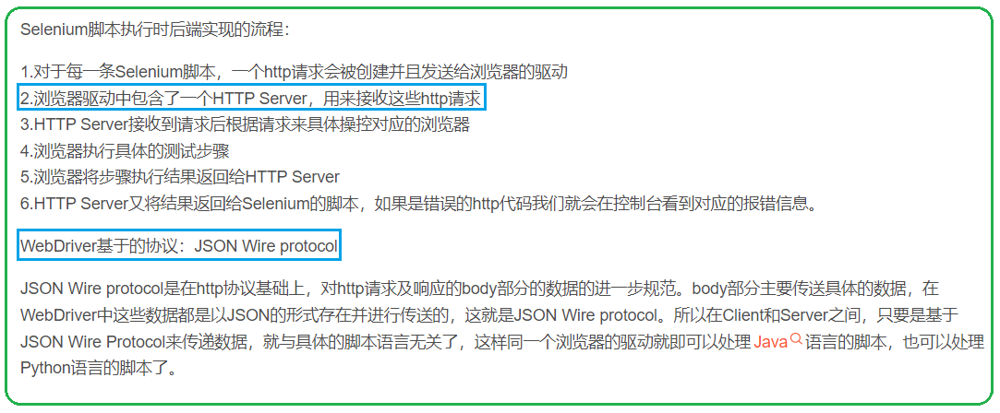 Selenium脚本执行时后端实现的流程：
1.对于每一条Selenium脚本，一个http请求会被创建并且发送给浏览器的驱动
2.浏览器驱动中包含了一个HTTP Server，用来接收这些http请求
3.HTTP Server接收到请求后根据请求来具体操控对应的浏览器
4.浏览器执行具体的测试步骤
5.浏览器将步骤执行结果返回给HTTP Server
6.HTTP Server又将结果返回给Selenium的脚本，如果是错误的http代码我们就会在控制台看到对应的报错信息。
WebDriver基于的协议：JSON Wire protocol
JSON Wire protocol是在http协议基础上，对http请求及响应的body部分的数据的进一步规范。body部分主要传送具体的数据，在
WebDriver中这些数据都是以JSON的形式存在并进行传送的，这就是JSON Wire protocol。所以在Client和Server之间，只要是基于
JSON Wire Protocol来传递数据，就与具体的脚本语言无关了，这样同一个浏览器的驱动就即可以处理 Java 语言的脚本，也可以处理
Python语言的脚本了。